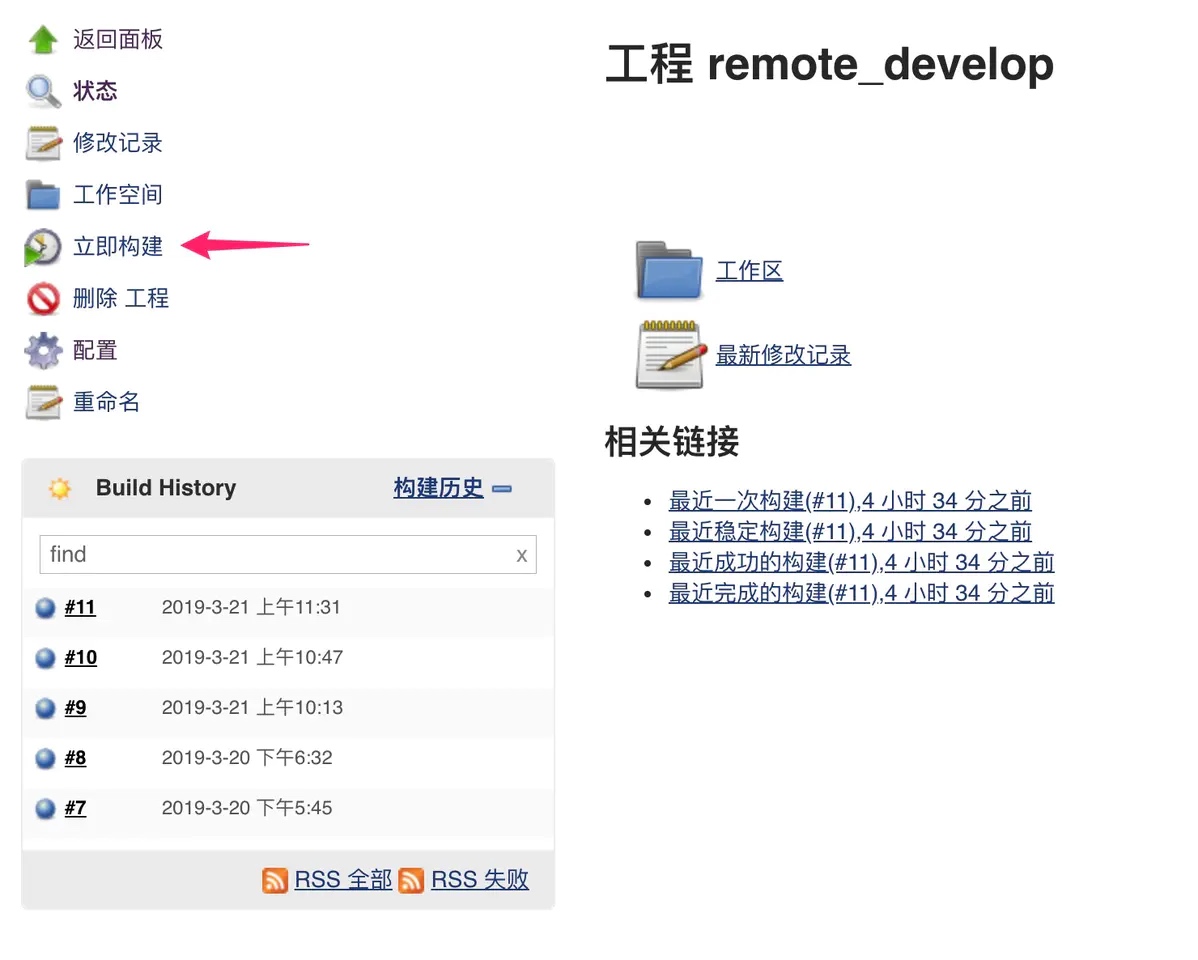 返回面板
状态
修改记录
工作空间
立即构建
删除 工程
配置
重命名
Build History
构建历史
find
x
#11 2019-3-21 上午11:31
#10 2019-3-21 上午10:47
#9 2019-3-21 上午10:13
#8 2019-3-20 下午6:32
#7 2019-3-20 下午5:45
RSS 全部 RSS 失败
工程 remote_develop
工作区
最新修改记录
相关链接
最近一次构建(#11),4 小时 34 分之前
最近稳定构建(#11),4 小时 34 分之前
最近成功的构建(#11),4 小时 34 分之前
最近完成的构建(#11),4 小时 34 分之前